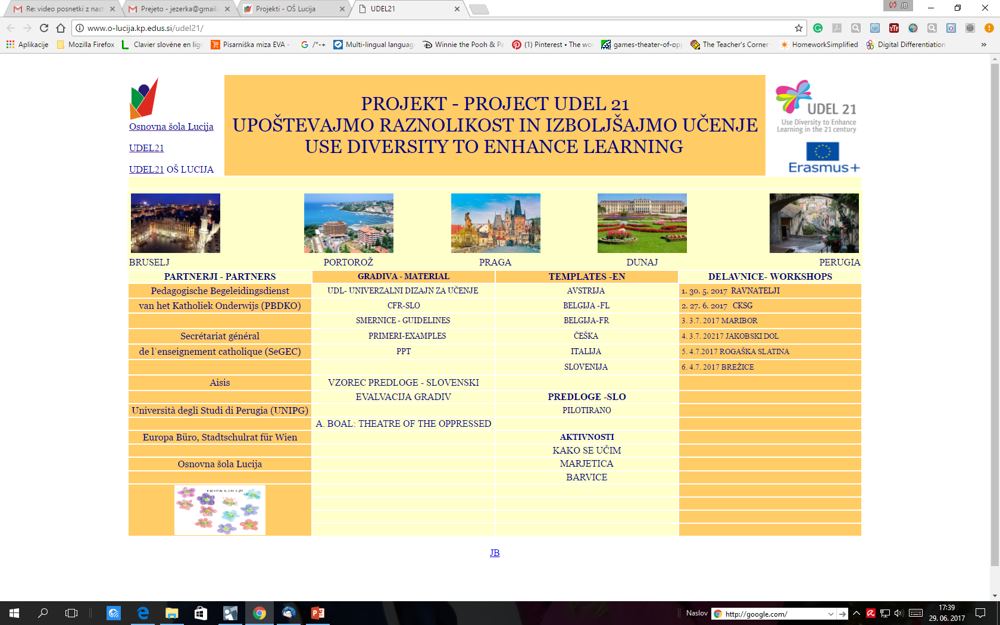 Re: video posnetki z nast
Prejeto - jezerka@gmail.
Projekti - OŠ Lucija
UDEL21
JB
www.o-lucija.kp.edus.si/udel21/
Aplikacije
Mozilla Firefox
Clavier slovène en lign
Pisarniška miza EVA -
/*-+
Multi-lingual languag
Winnie the Pooh & Pa
(1) Pinterest • The wor
games-theater-of-opp
The Teacher's Corner
HomeworkSimplified
Digital Differentiation
»
Osnovna šola Lucija
UDEL21
UDEL21 OŠ LUCIJA
PROJEKT - PROJECT UDEL 21
UPOŠTEVAJMO RAZNOLIKOST IN IZBOLJŠAJMO UČENJE
USE DIVERSITY TO ENHANCE LEARNING
UDEL 21
Use Diversity to Enhance
Learning in the 21 century
Erasmus+
BRUSELJ PORTOROŽ PRAGA DUNAJ PERUGIA
PARTNERJI - PARTNERS GRADIVA - MATERIAL TEMPLATES -EN DELAVNICE- WORKSHOPS
Pedagogische Begeleidingsdienst UDL- UNIVERZALNI DIZAJN ZA UČENJE AVSTRIJA 1. 30. 5. 2017 RAVNATELJI
van het Katholiek Onderwijs (PBDKO) CFR-SLO BELGIJA -FL 2. 27. 6. 2017 CKSG
SMERNICE - GUIDELINES BELGIJA-FR 3. 3.7. 2017 MARIBOR
Secrétariat général PRIMERI-EXAMPLES ČEŠKA 4. 3.7. 20217 JAKOBSKI DOL
de l'enseignement catholique (SeGEC) PPT ITALIJA 5. 4.7.2017 ROGAŠKA SLATINA
SLOVENIJA 6. 4.7. 2017 BREŽICE
Aisis VZOREC PREDLOGE - SLOVENSKI
EVALVACIJA GRADIV PREDLOGE -SLO
Università degli Studi di Perugia (UNIPG) PILOTIRANO
A. BOAL: THEATRE OF THE OPPRESSED
Europa Büro, Stadtschulrat für Wien AKTIVNOSTI
KAKO SE UČIM
Osnovna šola Lucija MARJETICA
BARVICE
EKIPA LUCIJA
JB
Naslov
http://google.com/
17:39
29. 06. 2017